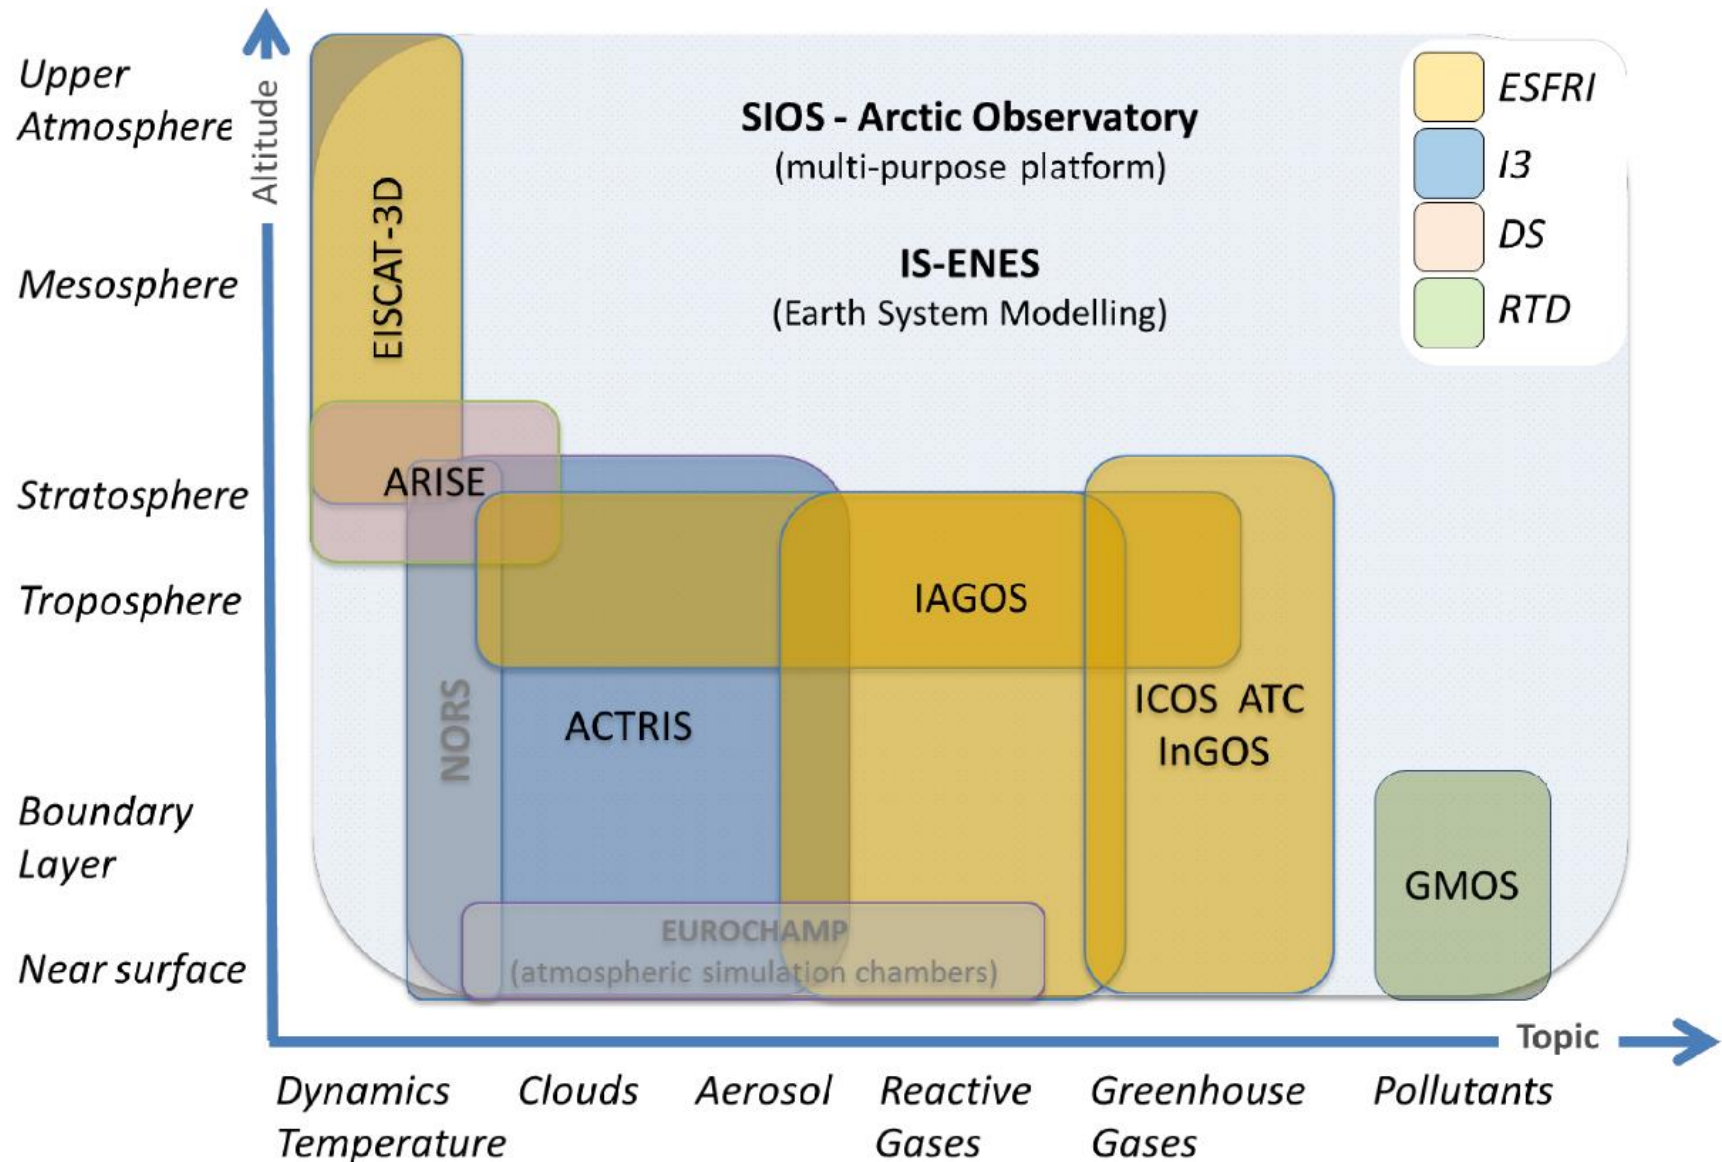 Upper
Atmosphere
Mesosphere
Stratosphere
Troposphere
Boundary
Layer
Near surface
Altitude
SIOS - Arctic Observatory
(multi-purpose platform)
IS-ENES
(Earth System Modelling)
ESFRI
I3
DS
RTD
EISCAT-3D
ARISE
IAGOS
NORS
ACTRIS
ICOS ATC
InGOS
GMOS
EUROCHAMP
(atmospheric simulation chambers)
Topic
Dynamics
Temperature
Clouds
Aerosol
Reactive
Gases
Greenhouse
Gases
Pollutants